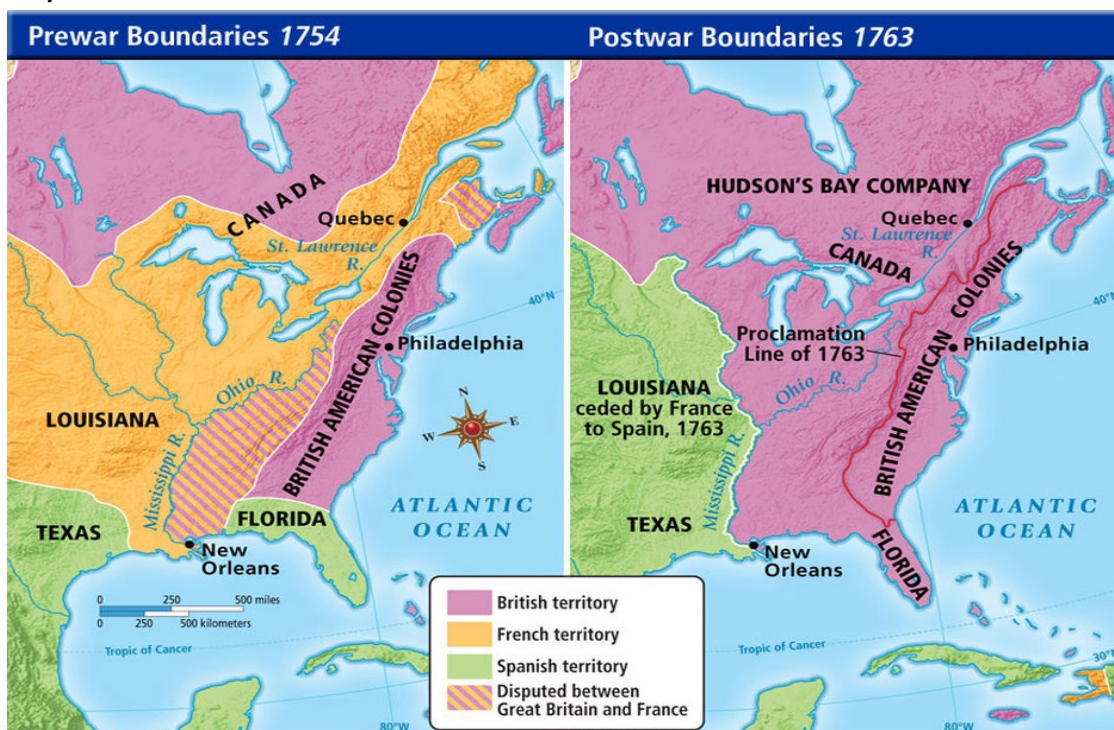 Prewar Boundaries 1754
CANADA
Quebec
St. Lawrence
R.
40°N
BRITISH AMERICAN COLONIES
Philadelphia
Ohio R.
LOUISIANA
N
W
E
S
Mississippi R.
ATLANTIC
OCEAN
TEXAS
FLORIDA
New
Orleans
0 250 500 miles
0 250 500 kilometers
Tropic of Cancer
80°W
Postwar Boundaries 1763
HUDSON'S BAY COMPANY
Quebec
St. Lawrence
R.
CANADA
40°N
BRITISH AMERICAN COLONIES
Proclamation
Line of 1763
Philadelphia
Ohio R.
LOUISIANA
ceded by France
to Spain, 1763
Mississippi R.
ATLANTIC
OCEAN
TEXAS
New
Orleans
FLORIDA
Tropic of Cancer
30°N
80°W
British territory
French territory
Spanish territory
Disputed between
Great Britain and France